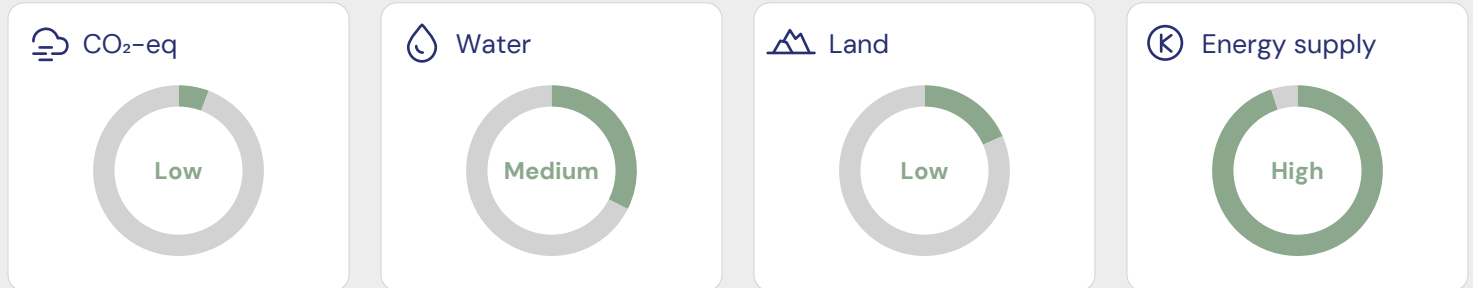 CO₂-eq
Low
Water
Medium
Land
Low
Energy supply
High